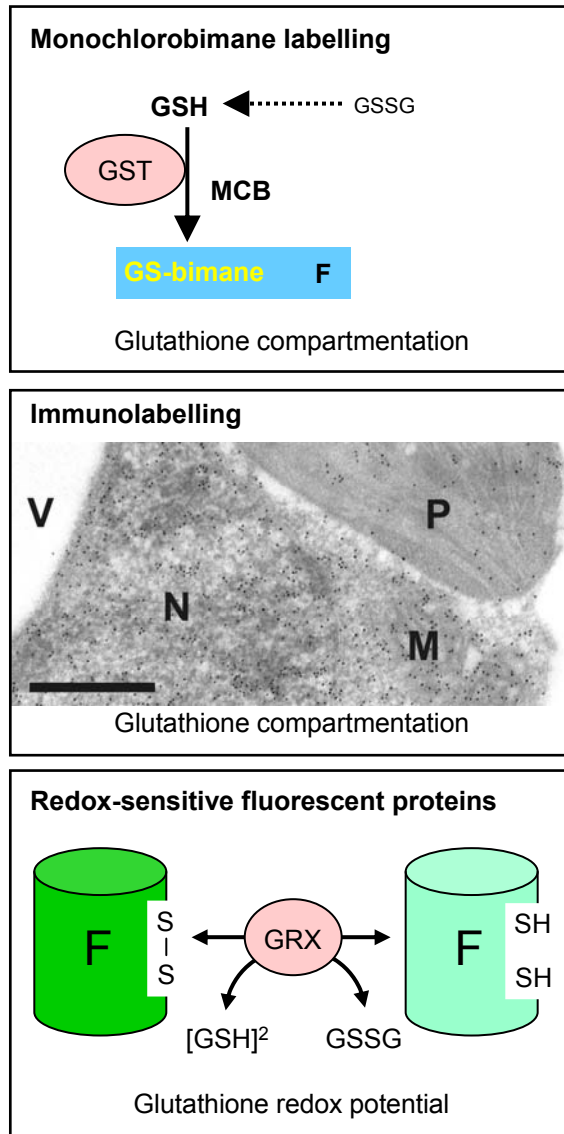 Monochlorobimane labelling
GSH GSSG
GST
MCB
GS-bimane F
Glutathione compartmentation
Immunolabelling
V P
N
M
Glutathione compartmentation
Redox-sensitive fluorescent proteins
F S GRX F SH
S SH
[GSH]² GSSG
Glutathione redox potential